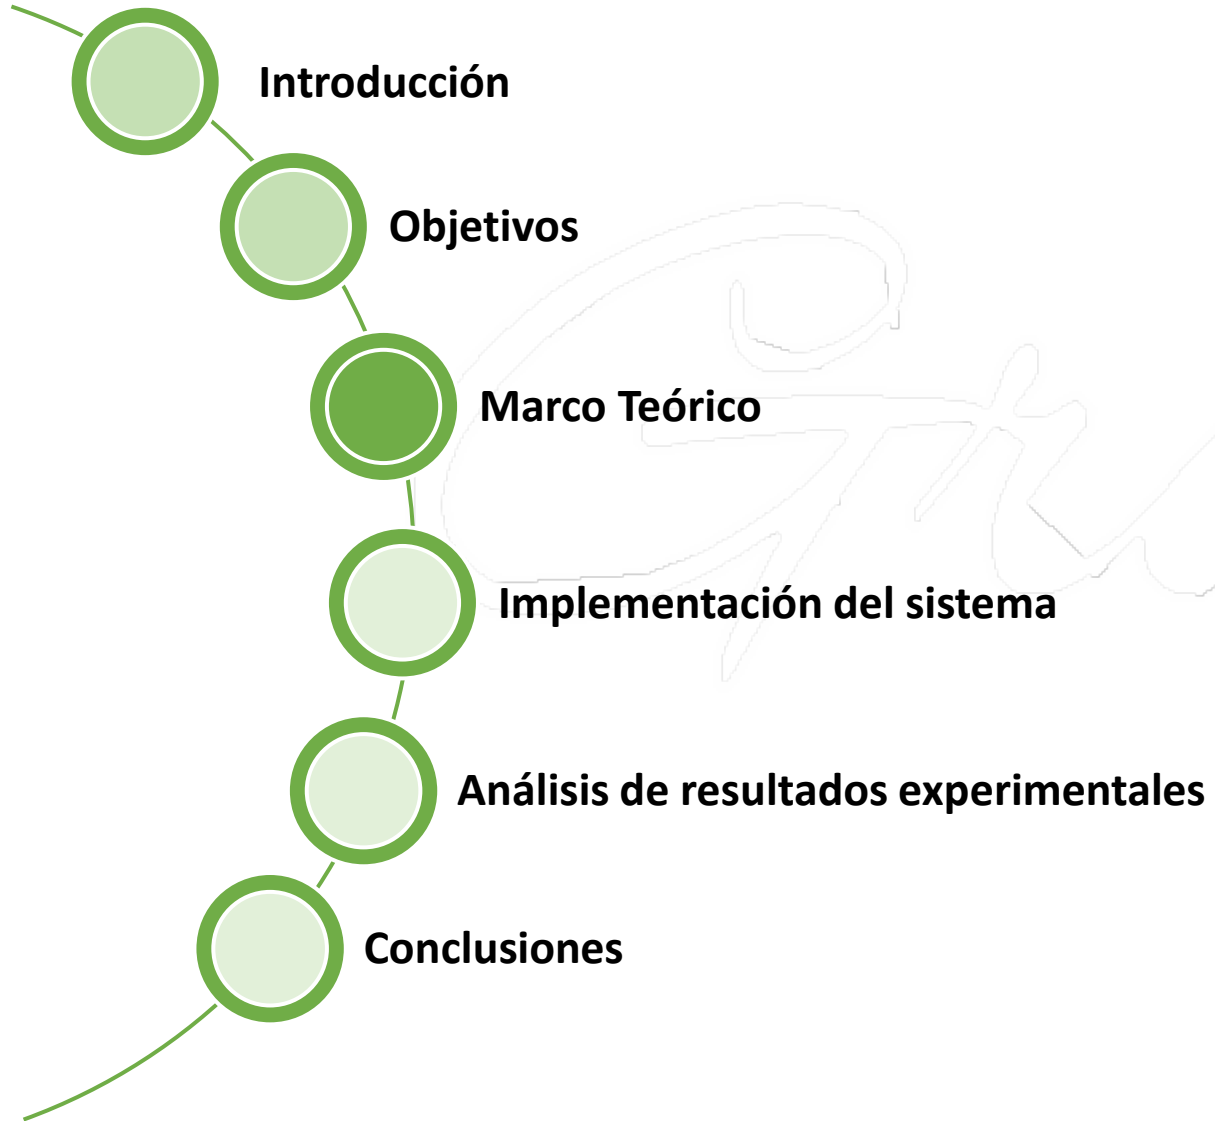 Introducción
Objetivos
Marco Teórico
Implementación del sistema
Análisis de resultados experimentales
Conclusiones